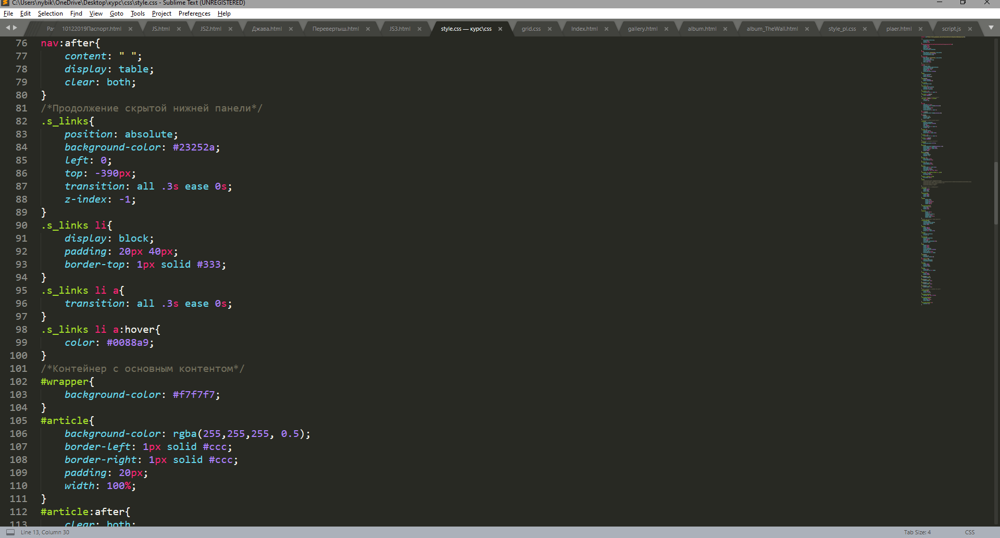 C:\Users\nybik\OneDrive\Desktop\курс\css\style.css - Sublime Text (UNREGISTERED)
File Edit Selection Find View Goto Tools Project Preferences Help
10122019Паспорт.html JS.html JS2.html Джава.html Перевертыш.html JS3.html style.css — курс\css grid.css Index.html gallery.html album.html album_TheWall.html style_pl.css plaer.html script.js
76 nav:after{
77 content: " ";
78 display: table;
79 clear: both;
80 }
81 /*Продолжение скрытой нижней панели*/
82 .s_links{
83 position: absolute;
84 background-color: #23252a;
85 left: 0;
86 top: -390px;
87 transition: all .3s ease 0s;
88 z-index: -1;
89 }
90 .s_links li{
91 display: block;
92 padding: 20px 40px;
93 border-top: 1px solid #333;
94 }
95 .s_links li a{
96 transition: all .3s ease 0s;
97 }
98 .s_links li a:hover{
99 color: #0088a9;
100 }
101 /*Контейнер с основным контентом*/
102 #wrapper{
103 background-color: #f7f7f7;
104 }
105 #article{
106 background-color: rgba(255,255,255, 0.5);
107 border-left: 1px solid #ccc;
108 border-right: 1px solid #ccc;
109 padding: 20px;
110 width: 100%;
111 }
112 #article:after{
113 clear: both;
Line 13, Column 30 Tab Size: 4 CSS